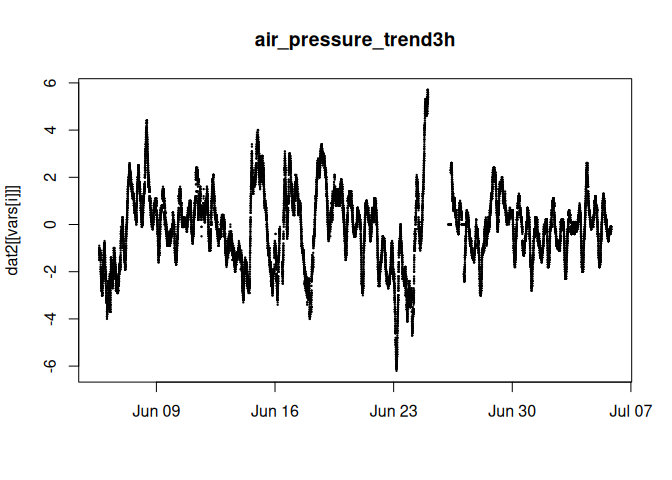 air_pressure_trend3h
dat2[[vars[i]]]
6
4
2
0
-2
-4
-6
Jun 09
Jun 16
Jun 23
Jun 30
Jul 07